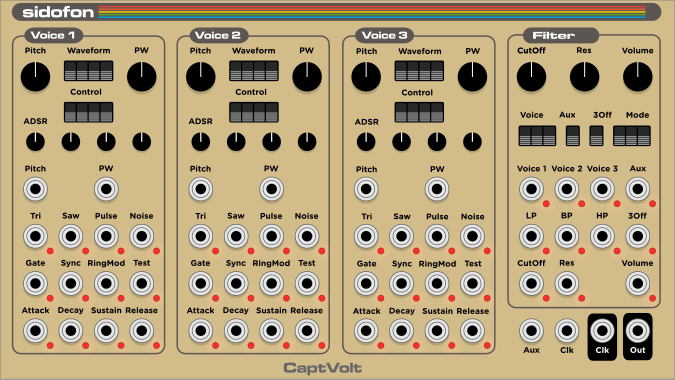 sidofon
Voice 1
Pitch Waveform PW
Control
ADSR
Pitch PW
Tri Saw Pulse Noise
Gate Sync RingMod Test
Attack Decay Sustain Release
Voice 2
Pitch Waveform PW
Control
ADSR
Pitch PW
Tri Saw Pulse Noise
Gate Sync RingMod Test
Attack Decay Sustain Release
Voice 3
Pitch Waveform PW
Control
ADSR
Pitch PW
Tri Saw Pulse Noise
Gate Sync RingMod Test
Attack Decay Sustain Release
Filter
CutOff Res Volume
Voice Aux 3Off Mode
Voice 1 Voice 2 Voice 3 Aux
LP BP HP 3Off
CutOff Res Volume
Aux Clk Clk Out
CaptVolt